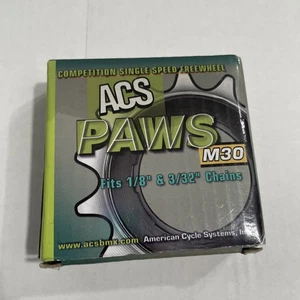 COMPETITION SINGLE SPEED FREEWHEEL
ACS
PAWS
M30
Fits 1/8" & 3/32" Chains
www.acsbmx.com American Cycle Systems, Inc.